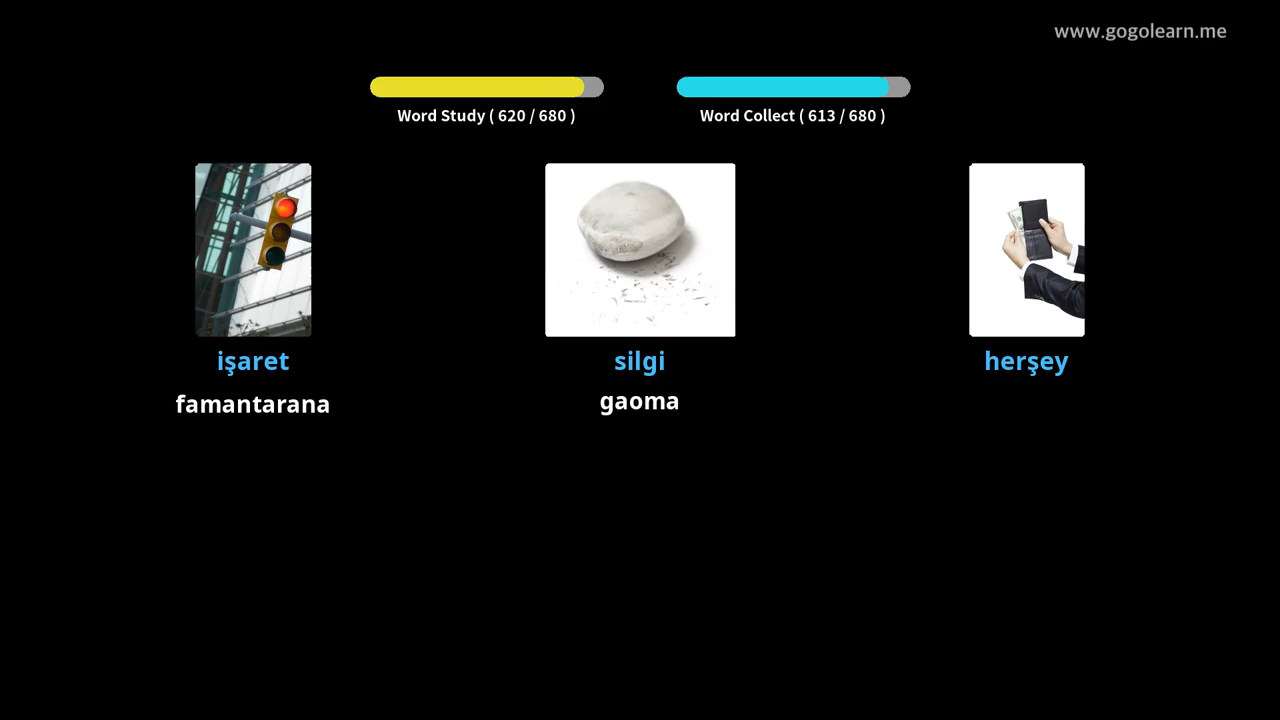 www.gogolearn.me
Word Study ( 620 / 680 )
Word Collect ( 613 / 680 )
işaret
silgi
herşey
famantarana
gaoma